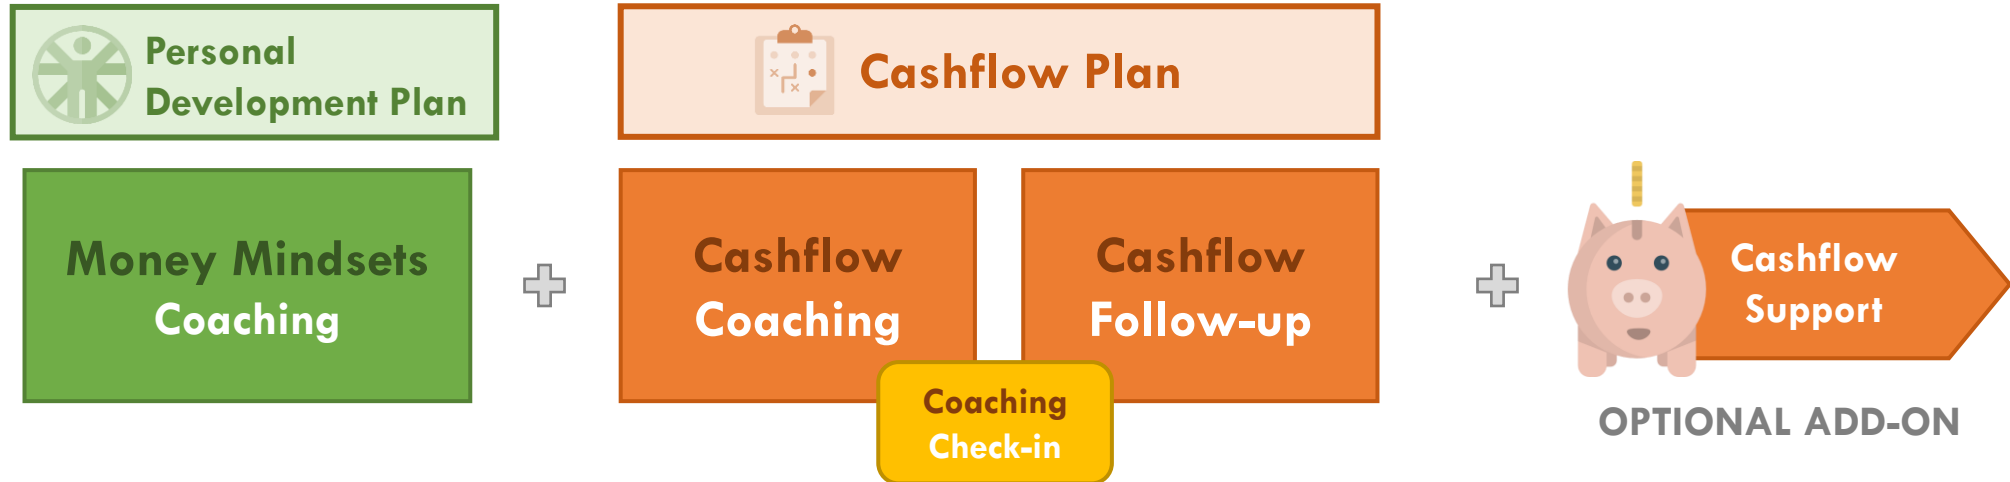 Personal
Development Plan
Cashflow Plan
Money Mindsets
Coaching
Cashflow
Coaching
Cashflow
Follow-up
Coaching
Check-in
Cashflow
Support
OPTIONAL ADD-ON